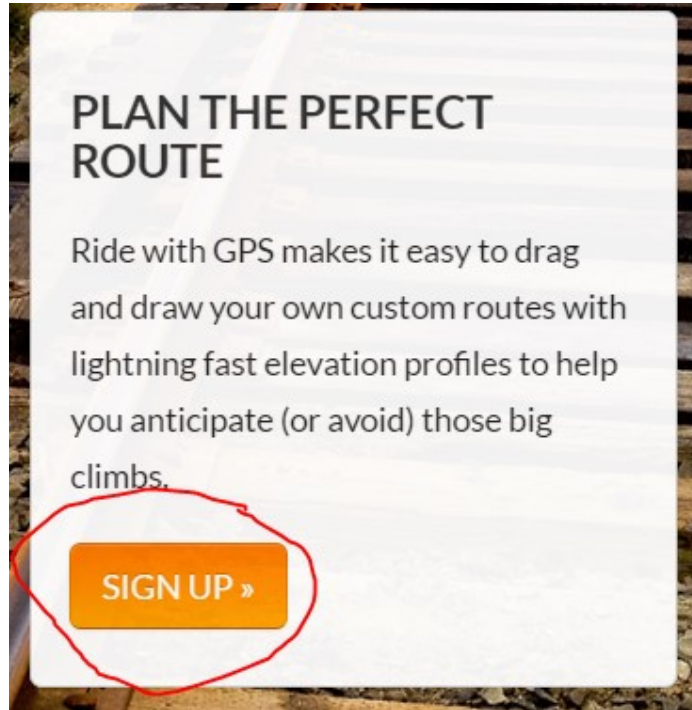 PLAN THE PERFECT
ROUTE
Ride with GPS makes it easy to drag
and draw your own custom routes with
lightning fast elevation profiles to help
you anticipate (or avoid) those big
climbs.
SIGN UP »